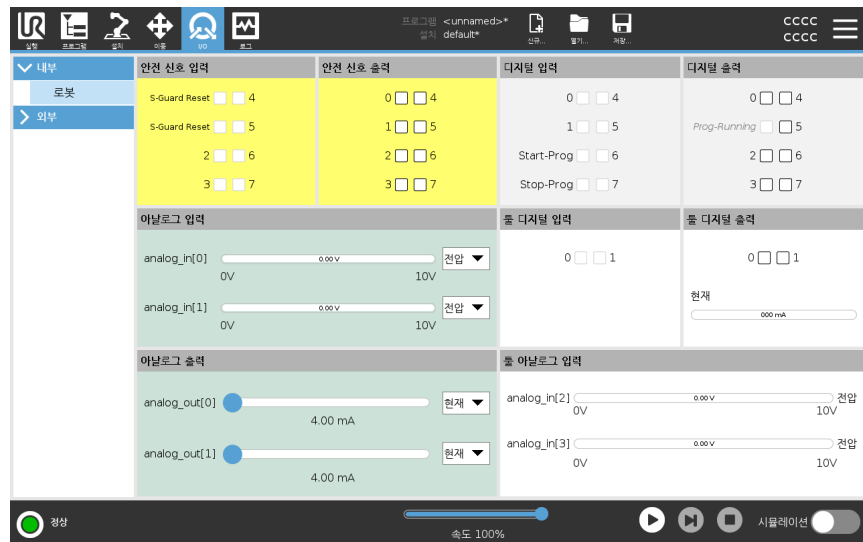 UR
프로그램 <unnamed>*
설치 default*
CCCC
CCCC
실행 프로그램 설치 이동 I/O 로그
신규... 열기... 저장...
내부
로봇
외부
안전 신호 입력
S-Guard Reset 4
S-Guard Reset 5
2 6
3 7
안전 신호 출력
0 4
1 5
2 6
3 7
디지털 입력
0 4
1 5
Start-Prog 6
Stop-Prog 7
디지털 출력
0 4
Prog-Running 5
2 6
3 7
아날로그 입력
analog_in[0] 0.00 V 전압
0V 10V
analog_in[1] 0.00 V 전압
0V 10V
툴 디지털 입력
0 1
툴 디지털 출력
0 1
현재
000 mA
아날로그 출력
analog_out[0] 현재
4.00 mA
analog_out[1] 현재
4.00 mA
툴 아날로그 입력
analog_in[2] 0.00 V 전압
0V 10V
analog_in[3] 0.00 V 전압
0V 10V
정상
속도 100%
시뮬레이션